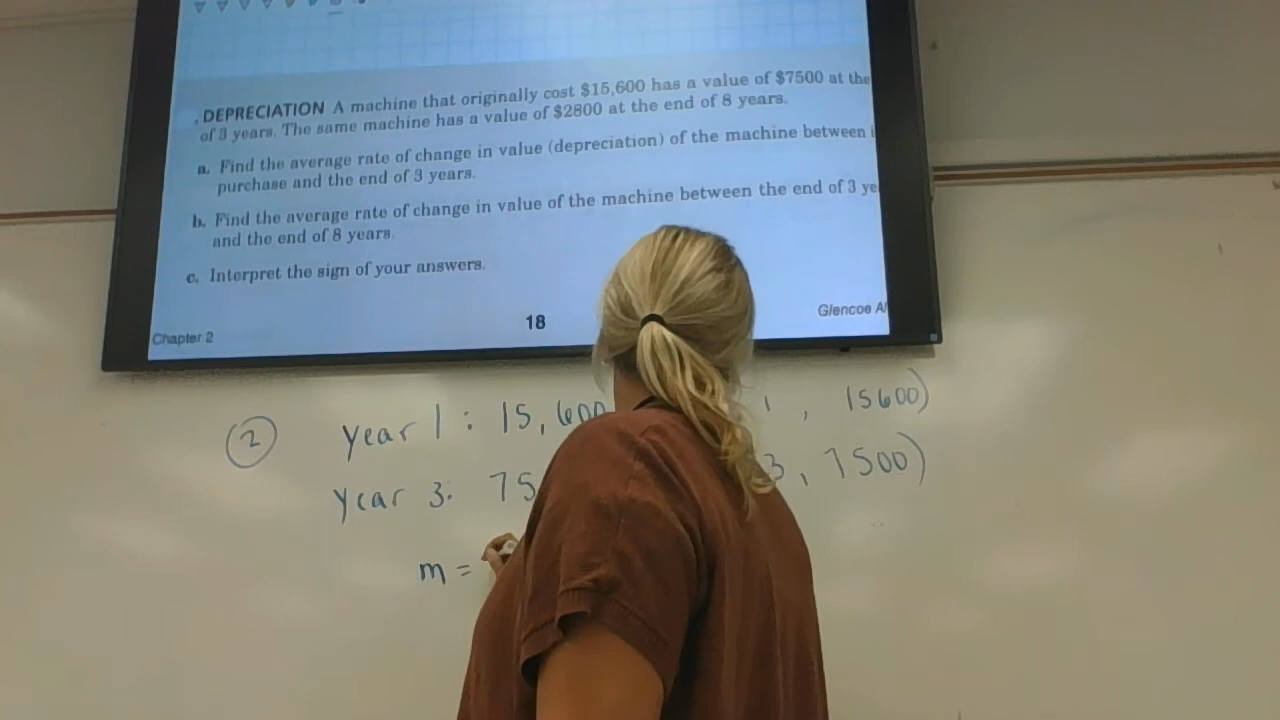 DEPRECIATION A machine that originally cost $15,600 has a value of $7500 at the
of 3 years. The same machine has a value of $2800 at the end of 8 years.
a. Find the average rate of change in value (depreciation) of the machine between
purchase and the end of 3 years.
b. Find the average rate of change in value of the machine between the end of 3 ye
and the end of 8 years.
c. Interpret the sign of your answers.
Chapter 2 18 Glencoe Al
2 year 1: 15,600 1, 15600)
year 3: 75 3, 7500)
m =